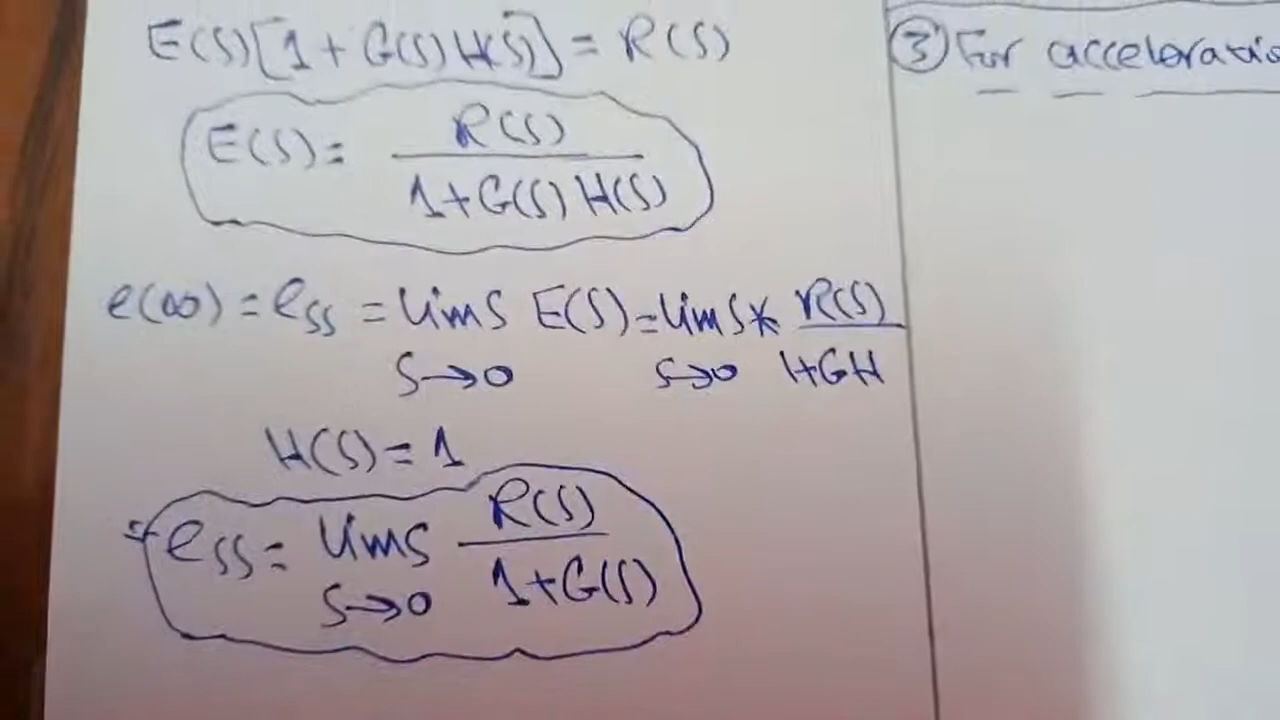 E(S)[1+G(S)H(S)] = R(S)
E(S)= R(S)
1+G(S)H(S)
e(∞) = ess = lim S E(S) = lim S * R(S)
S→0 S→0 1+GH
H(S) = 1
ess = lim S R(S)
S→0 1+G(S)
③ For acceleratio